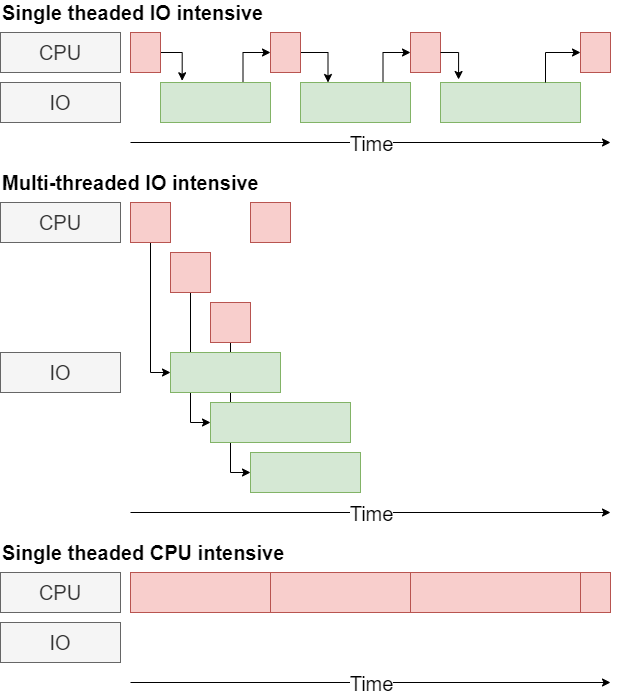 Single theaded IO intensive
CPU
IO
Time
Multi-threaded IO intensive
CPU
IO
Time
Single theaded CPU intensive
CPU
IO
Time